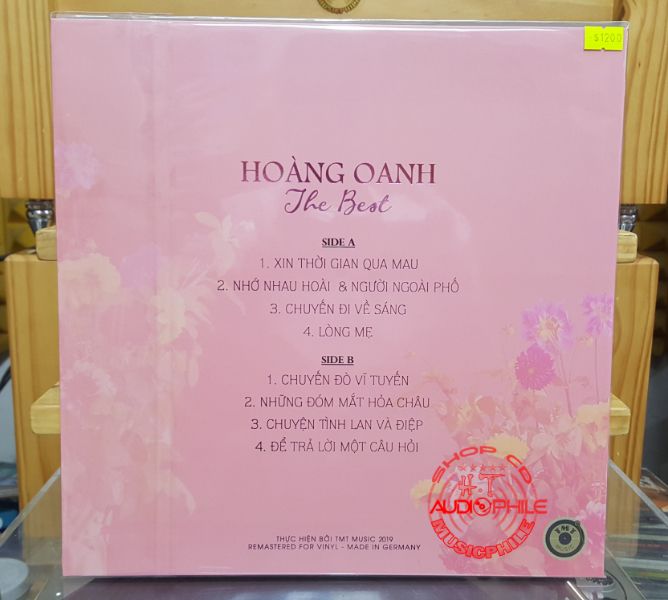 $1200
HOÀNG OANH
The Best
SIDE A
1. XIN THỜI GIAN QUA MAU
2. NHỚ NHAU HOÀI & NGƯỜI NGOÀI PHỐ
3. CHUYẾN ĐI VỀ SÁNG
4. LÒNG MẸ
SIDE B
1. CHUYẾN ĐÒ VĨ TUYẾN
2. NHỮNG ĐÓM MẮT HỎA CHÂU
3. CHUYỆN TÌNH LAN VÀ ĐIỆP
4. ĐỂ TRẢ LỜI MỘT CÂU HỎI
SHOP CD
H.T
AUDIOPHILE
MUSICPHILE
THỰC HIỆN BỞI TMT MUSIC 2019
REMASTERED FOR VINYL - MADE IN GERMANY